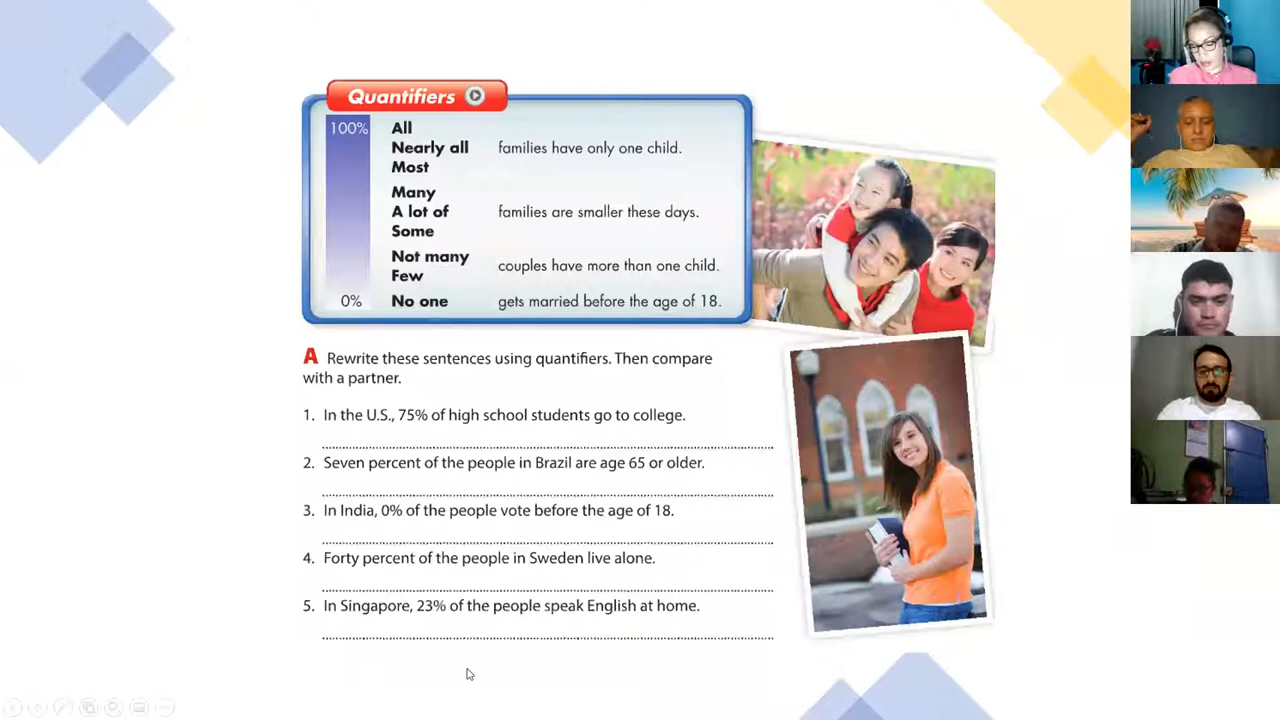 Quantifiers
100% All
Nearly all families have only one child.
Most
Many
A lot of families are smaller these days.
Some
Not many
couples have more than one child.
Few
0% No one gets married before the age of 18.
A Rewrite these sentences using quantifiers. Then compare
with a partner.
1. In the U.S., 75% of high school students go to college.
2. Seven percent of the people in Brazil are age 65 or older.
3. In India, 0% of the people vote before the age of 18.
4. Forty percent of the people in Sweden live alone.
5. In Singapore, 23% of the people speak English at home.